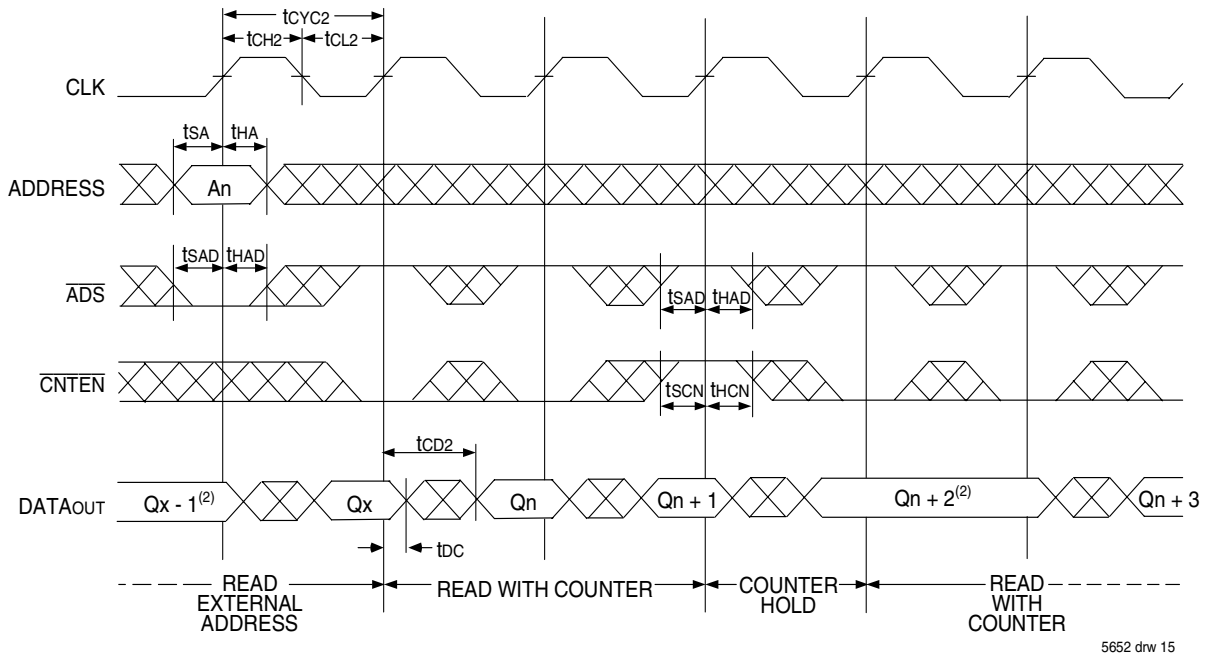 tCYC2
tCH2 tCL2
CLK
tSA tHA
ADDRESS An
tSAD tHAD
ADS
tSAD tHAD
CNTEN
tSCN tHCN
tCD2
DATAOUT Qx - 1(2) Qx Qn Qn + 1 Qn + 2(2) Qn + 3
tDC
READ EXTERNAL ADDRESS
READ WITH COUNTER
COUNTER HOLD
READ WITH COUNTER
5652 drw 15